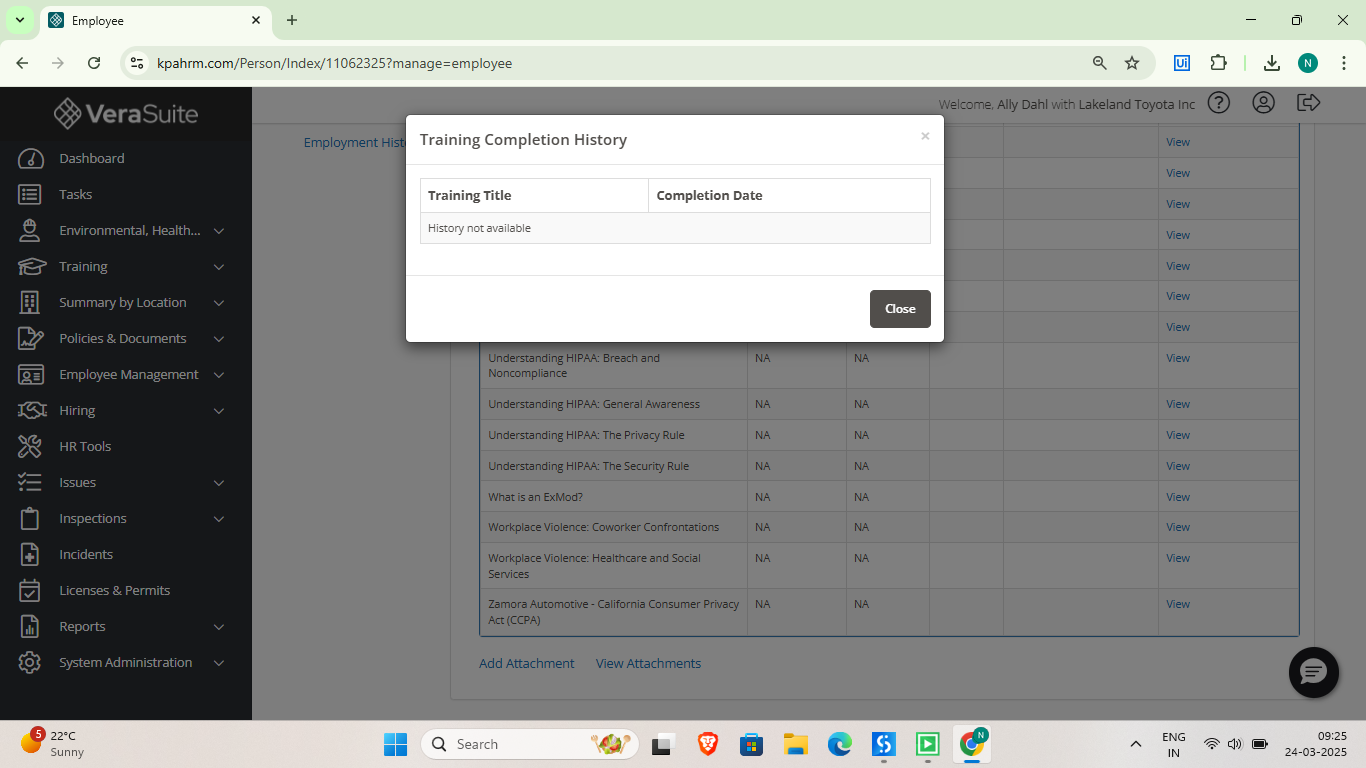 Employee
kpahrm.com/Person/Index/11062325?manage=employee
N
VeraSuite
Welcome, Ally Dahl with Lakeland Toyota Inc
Dashboard
Tasks
Environmental, Health...
Training
Summary by Location
Policies & Documents
Employee Management
Hiring
HR Tools
Issues
Inspections
Incidents
Licenses & Permits
Reports
System Administration
Training Completion History
×
Training Title Completion Date
History not available
Close
View
View
View
View
View
View
View
Understanding HIPAA: Breach and
Noncompliance NA NA View
Understanding HIPAA: General Awareness NA NA View
Understanding HIPAA: The Privacy Rule NA NA View
Understanding HIPAA: The Security Rule NA NA View
What is an ExMod? NA NA View
Workplace Violence: Coworker Confrontations NA NA View
Workplace Violence: Healthcare and Social
Services NA NA View
Zamora Automotive - California Consumer Privacy
Act (CCPA) NA NA View
Add Attachment View Attachments
5
22°C
Sunny
Search
N
ENG
IN
09:25
24-03-2025